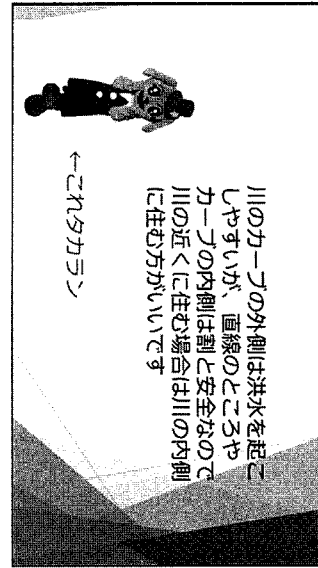 川のカーブの外側は洪水を起こ
しやすいが、直線のところや
カーブの内側は割と安全なので
川の近くに住む場合は川の内側
に住む方がいいです
←これタカラン